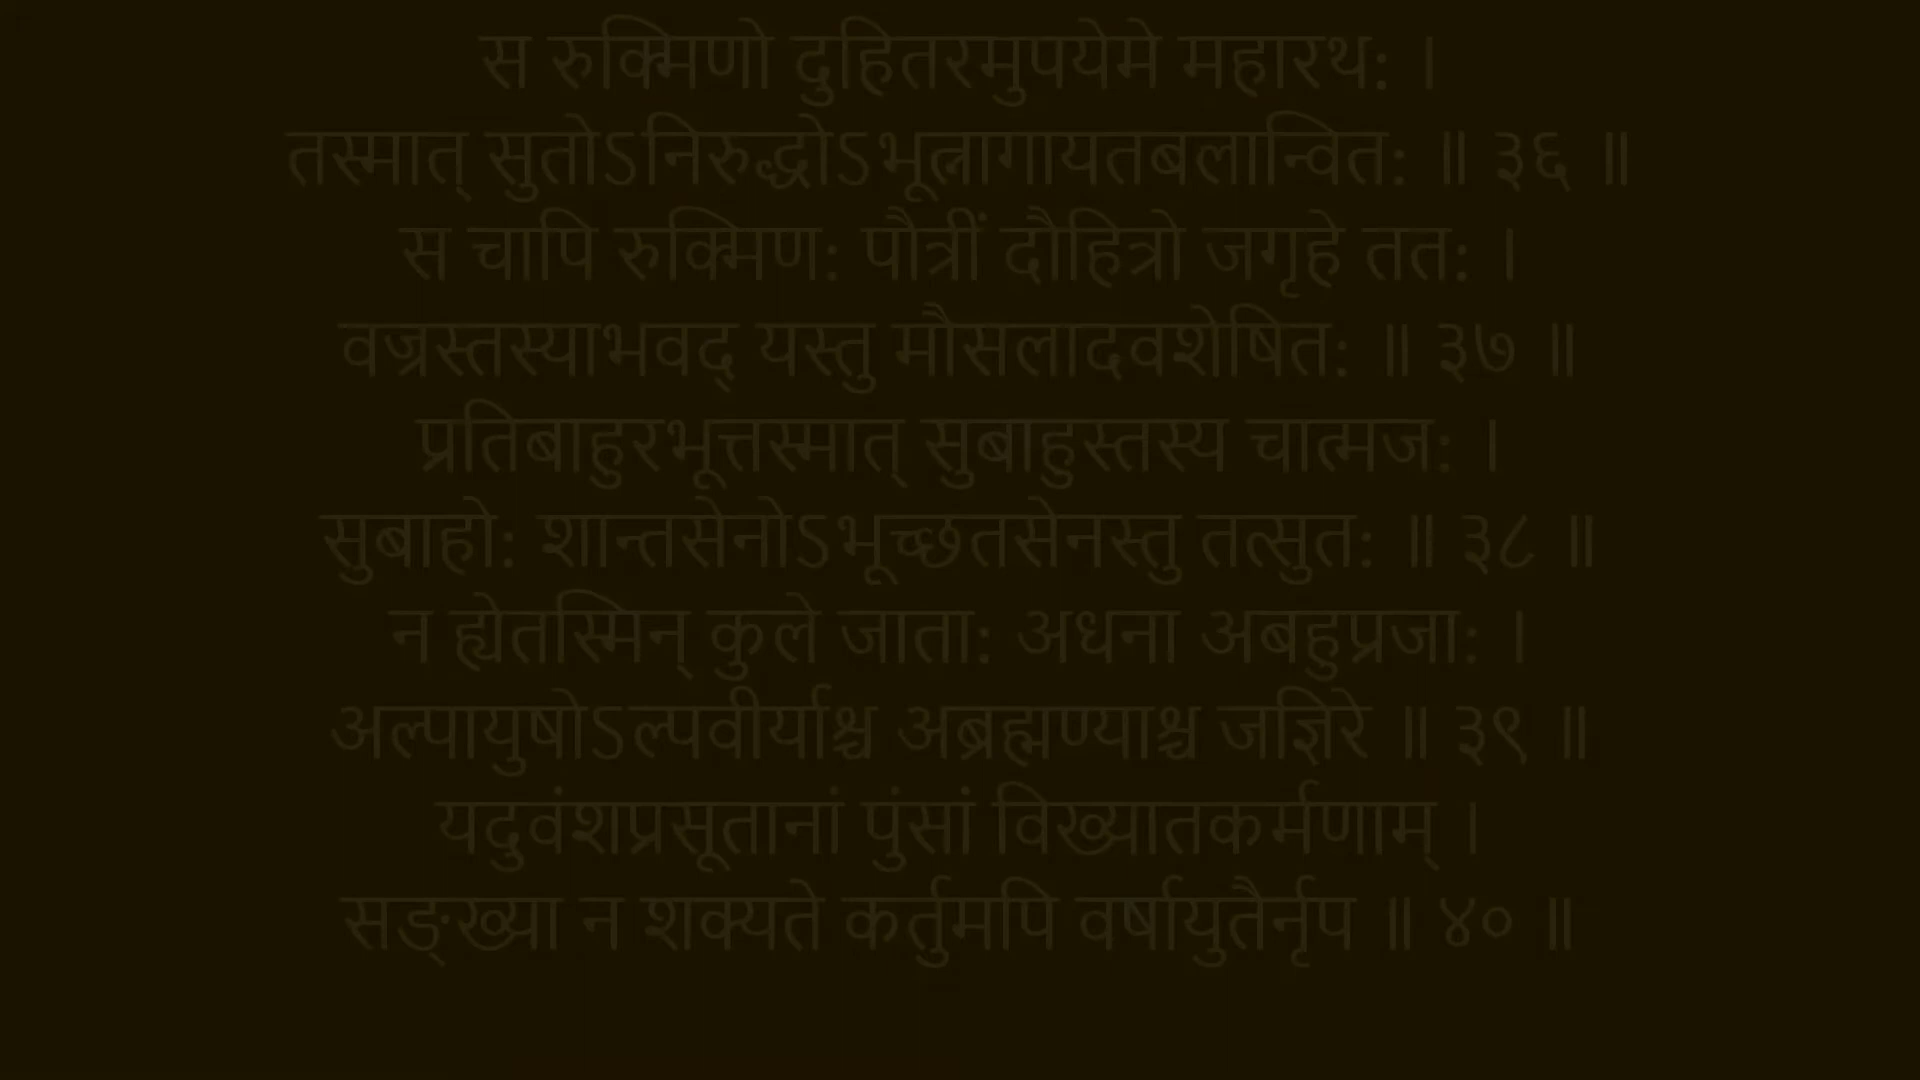 स रुक्मिणो दुहितरमुपयेमे महारथ: ।
तस्मात् सुतोऽनिरुद्धोऽभून्नागायतबलान्वित: ॥ ३६ ॥
स चापि रुक्मिण: पौत्रीं दौहित्रो जगृहे तत: ।
वज्रस्तस्याभवद् यस्तु मौसलादवशेषित: ॥ ३७ ॥
प्रतिबाहुरभूत्तस्मात् सुबाहुस्तस्य चात्मज: ।
सुबाहो: शान्तसेनोऽभूच्छतसेनस्तु तत्सुत: ॥ ३८ ॥
न ह्येतस्मिन् कुले जाता: अधना अबहुप्रजा: ।
अल्पायुषोऽल्पवीर्याश्च अब्रह्मण्याश्च जज्ञिरे ॥ ३९ ॥
यदुवंशप्रसूतानां पुंसां विख्यातकर्मणाम् ।
सङ्ख्या न शक्यते कर्तुमपि वर्षायुतैर्नृप ॥ ४० ॥